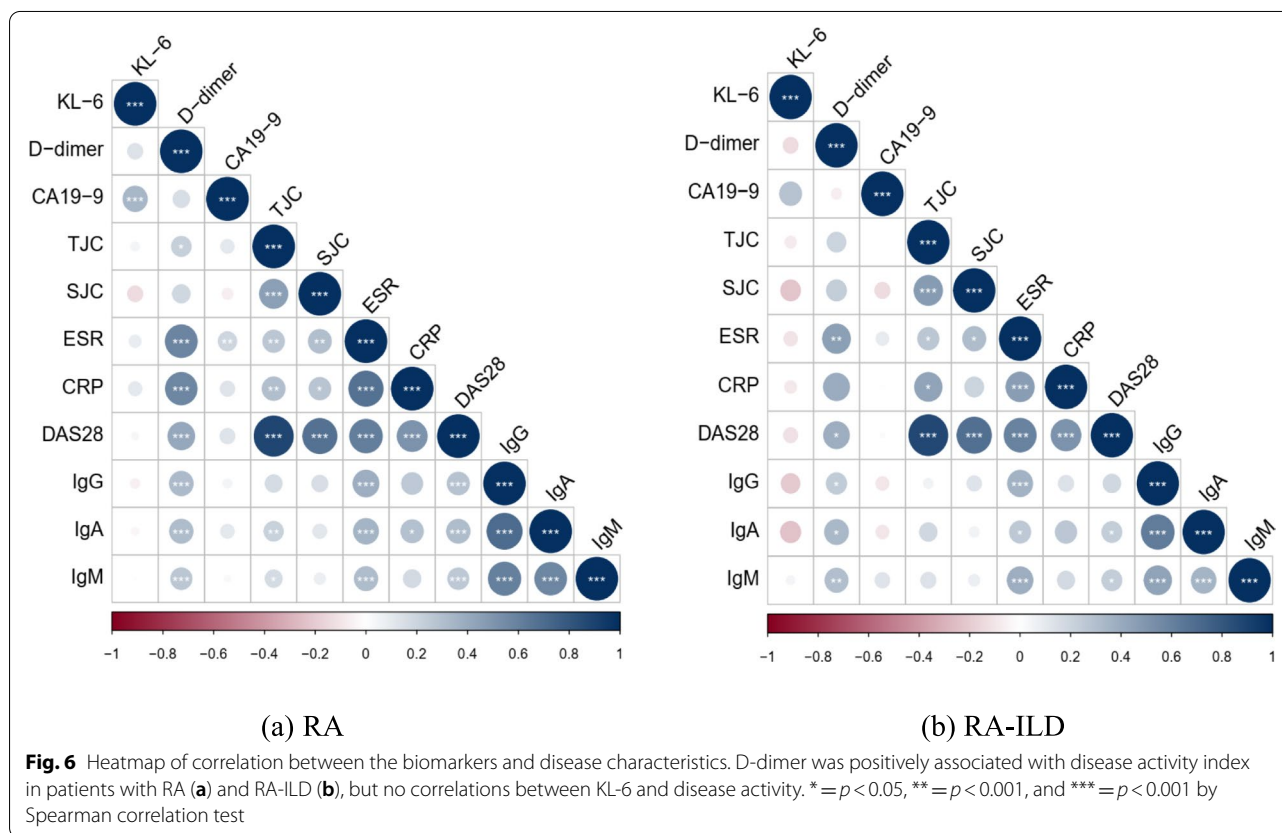 KL−6
D−dimer
CA19−9
TJC
SJC
ESR
CRP
DAS28
IgG
IgA
IgM
KL−6 ***
D−dimer ***
CA19−9 *** ***
TJC * ***
SJC *** ***
ESR *** ** ** ** ***
CRP *** ** * *** ***
DAS28 *** *** *** *** *** ***
IgG *** *** *** ***
IgA *** ** *** * *** *** ***
IgM *** * *** *** *** *** ***
−1 −0.8 −0.6 −0.4 −0.2 0 0.2 0.4 0.6 0.8 1
(a) RA
KL−6
D−dimer
CA19−9
TJC
SJC
ESR
CRP
DAS28
IgG
IgA
IgM
KL−6 ***
D−dimer ***
CA19−9 ***
TJC ***
SJC *** ***
ESR ** * * ***
CRP * *** ***
DAS28 * *** *** *** *** ***
IgG * *** ***
IgA * * * *** ***
IgM ** *** * *** *** ***
−1 −0.8 −0.6 −0.4 −0.2 0 0.2 0.4 0.6 0.8 1
(b) RA-ILD
Fig. 6 Heatmap of correlation between the biomarkers and disease characteristics. D-dimer was positively associated with disease activity index
in patients with RA (a) and RA-ILD (b), but no correlations between KL-6 and disease activity. * = p < 0.05, ** = p < 0.001, and *** = p < 0.001 by
Spearman correlation test